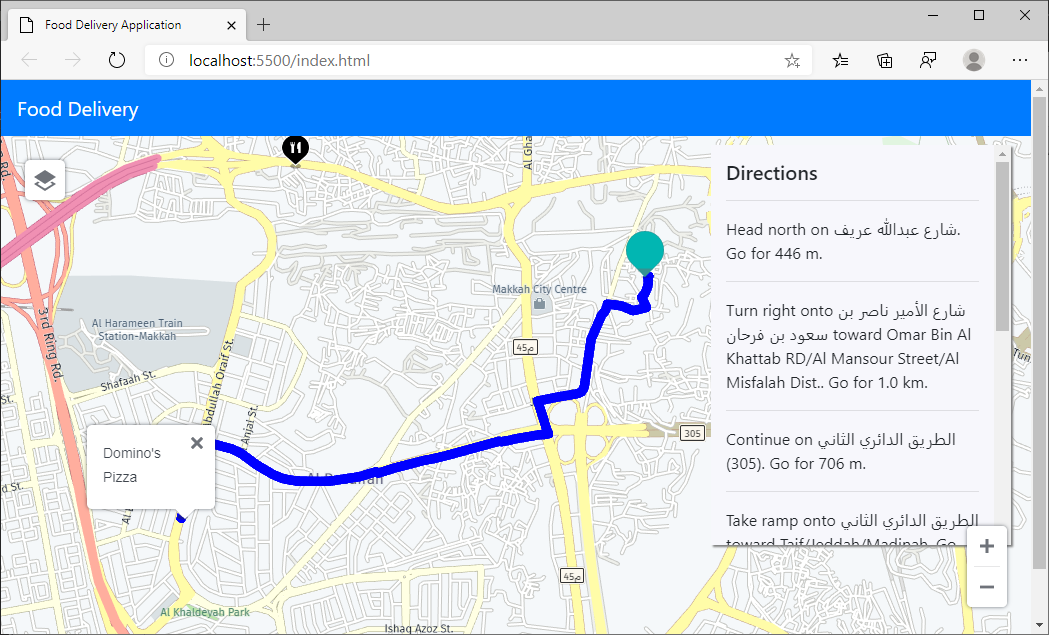 Food Delivery Application
localhost:5500/index.html
Food Delivery
3rd Ring Rd.
Al Harameen Train
Station-Makkah
Shafaah St.
Abdullah Oraif St.
Anjal St.
Makkah City Centre
45م
305
45م
Al Khaldeyah Park
Ishaq Azoz St.
Domino's
Pizza
Directions
Head north on شارع عبدالله عريف.
Go for 446 m.
Turn right onto شارع الأمير ناصر بن
سعود بن فرحان toward Omar Bin Al
Khattab RD/Al Mansour Street/Al
Misfalah Dist.. Go for 1.0 km.
Continue on الطريق الدائري الثاني
(305). Go for 706 m.
Take ramp onto الطريق الدائري الثاني
toward Taif/Jeddah/Madinah. Go